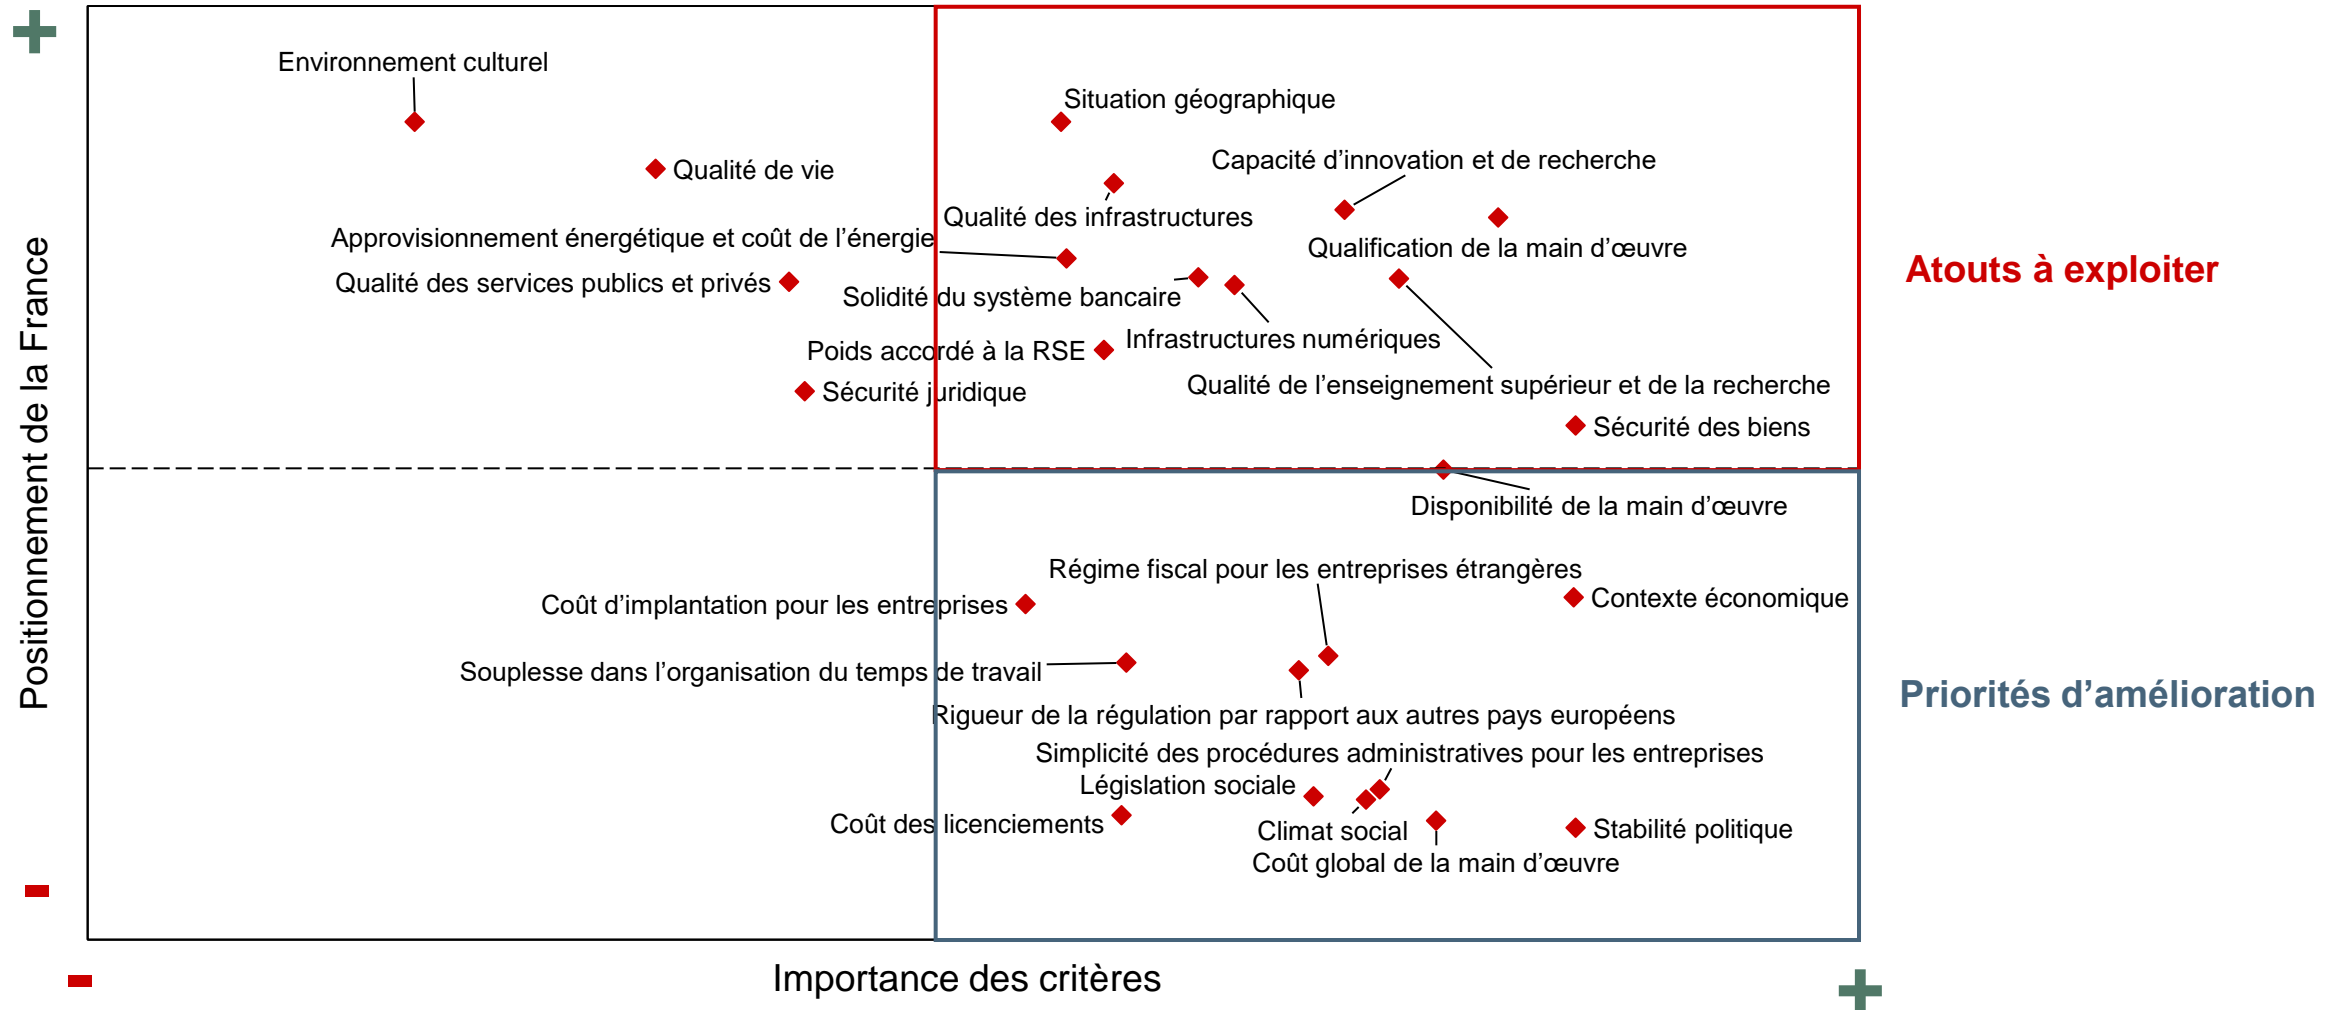 Environnement culturel
Situation géographique
Capacité d’innovation et de recherche
Qualité de vie
Qualité des infrastructures
Approvisionnement énergétique et coût de l’énergie
Qualification de la main d’œuvre
Atouts à exploiter
Qualité des services publics et privés
Solidité du système bancaire
Infrastructures numériques
Poids accordé à la RSE
Qualité de l’enseignement supérieur et de la recherche
Sécurité juridique
Sécurité des biens
Positionnement de la France
Disponibilité de la main d’œuvre
Régime fiscal pour les entreprises étrangères
Contexte économique
Coût d’implantation pour les entreprises
Souplesse dans l’organisation du temps de travail
Priorités d’amélioration
Rigueur de la régulation par rapport aux autres pays européens
Simplicité des procédures administratives pour les entreprises
Législation sociale
Coût des licenciements
Climat social
Stabilité politique
Coût global de la main d’œuvre
Importance des critères